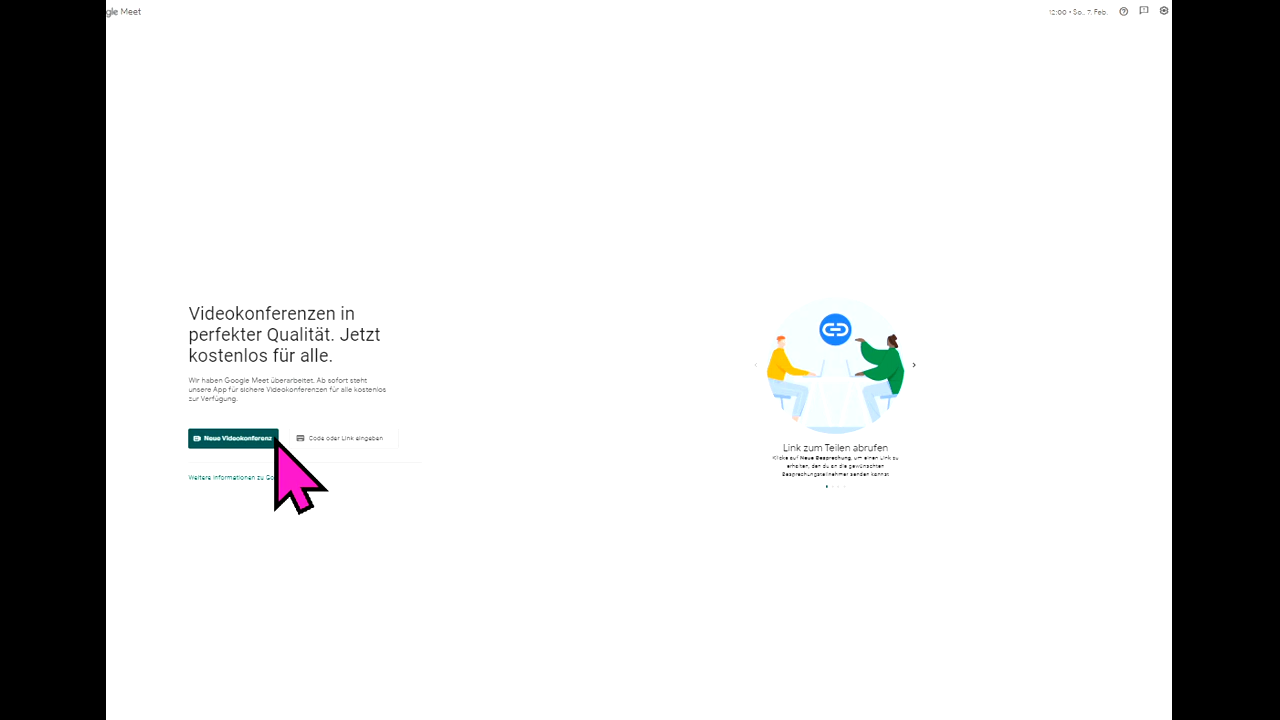 gle Meet
12:00 • So., 7. Feb.
Videokonferenzen in
perfekter Qualität. Jetzt
kostenlos für alle.
Wir haben Google Meet überarbeitet. Ab sofort steht
unsere App für sichere Videokonferenzen für alle kostenlos
zur Verfügung.
Neue Videokonferenz
Code oder Link eingeben
Weitere Informationen zu Go
Link zum Teilen abrufen
Klicke auf Neue Besprechung, um einen Link zu
erhalten, den du an die gewünschten
Besprechungsteilnehmer senden kannst